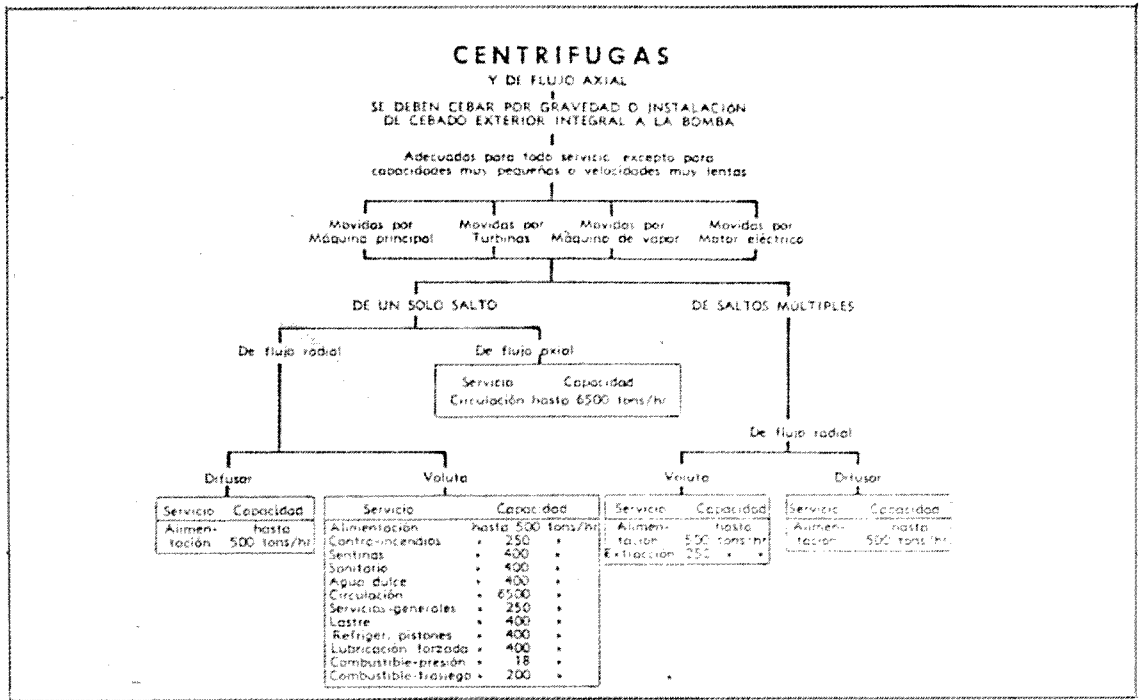 CENTRIFUGAS
Y DE FLUJO AXIAL
SE DEBEN CEBAR POR GRAVEDAD O INSTALACIÓN
DE CEBADO EXTERIOR INTEGRAL A LA BOMBA
Adecuadas para todo servicio, excepto para
capacidades muy pequeñas o velocidades muy lentas
Movidas por Máquina principal
Movidas por Turbinas
Movidas por Máquina de vapor
Movidas por Motor eléctrico
DE UN SOLO SALTO
DE SALTOS MÚLTIPLES
De flujo radial
De flujo axial
Servicio Capacidad
Circulación hasta 6500 tons/hr
De flujo radial
Difusor
Servicio Capacidad
Alimen- hasta
tación 500 tons/hr
Voluta
Servicio Capacidad
Alimentación hasta 500 tons/hr
Contra-incendios " 250 "
Sentinas " 400 "
Sanitario " 400 "
Agua dulce " 400 "
Circulación " 6500 "
Servicios-generales " 250 "
Lastre " 400 "
Refriger. pistones " 400 "
Lubricación forzada " 400 "
Combustible-presión " 18 "
Combustible-trasiego " 200 "
Voluta
Servicio Capacidad
Alimen- hasta
tación 500 tons/hr
Extracción 250 " "
Difusor
Servicio Capacidad
Alimen- hasta
tación 500 tons/hr